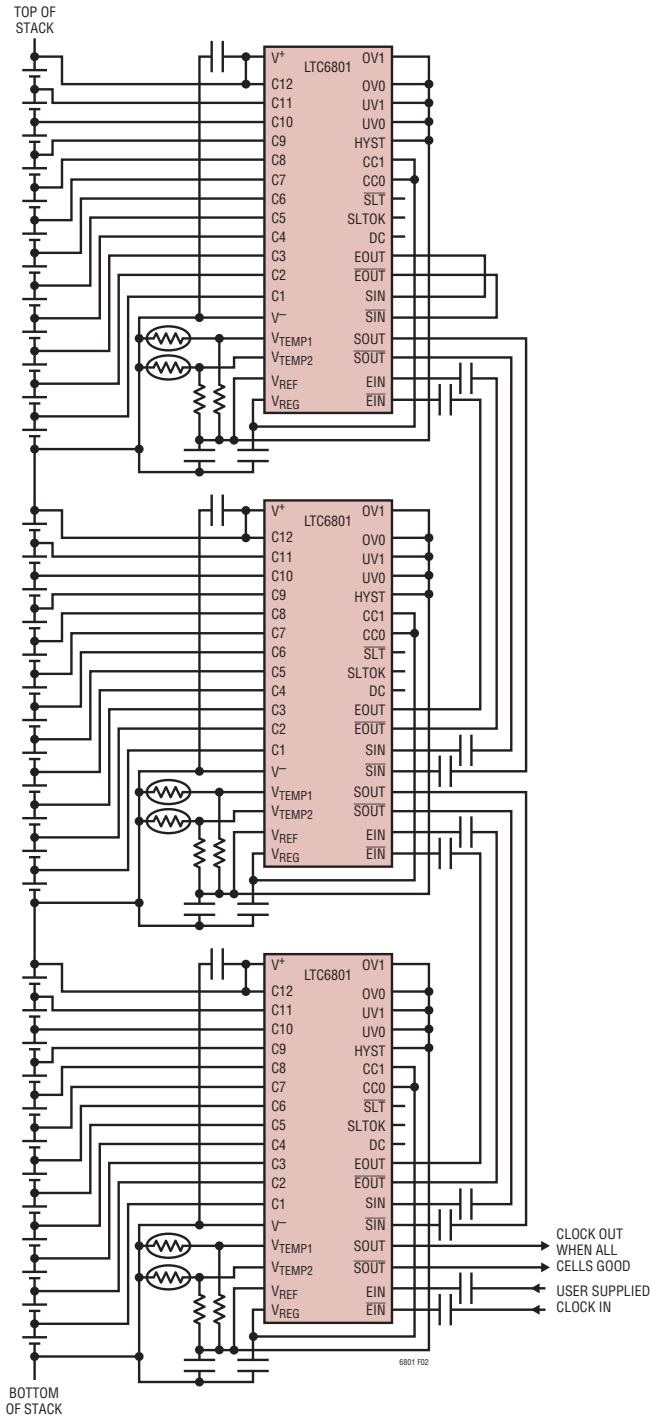 TOP OF
STACK
LTC6801
V+
C12
C11
C10
C9
C8
C7
C6
C5
C4
C3
C2
C1
V–
VTEMP1
VTEMP2
VREF
VREG
OV1
OV0
UV1
UV0
HYST
CC1
CC0
SLT
SLTOK
DC
EOUT
EOUT
SIN
SIN
SOUT
SOUT
EIN
EIN
LTC6801
V+
C12
C11
C10
C9
C8
C7
C6
C5
C4
C3
C2
C1
V–
VTEMP1
VTEMP2
VREF
VREG
OV1
OV0
UV1
UV0
HYST
CC1
CC0
SLT
SLTOK
DC
EOUT
EOUT
SIN
SIN
SOUT
SOUT
EIN
EIN
LTC6801
V+
C12
C11
C10
C9
C8
C7
C6
C5
C4
C3
C2
C1
V–
VTEMP1
VTEMP2
VREF
VREG
OV1
OV0
UV1
UV0
HYST
CC1
CC0
SLT
SLTOK
DC
EOUT
EOUT
SIN
SIN
SOUT
SOUT
EIN
EIN
CLOCK OUT
WHEN ALL
CELLS GOOD
USER SUPPLIED
CLOCK IN
6801 F02
BOTTOM
OF STACK